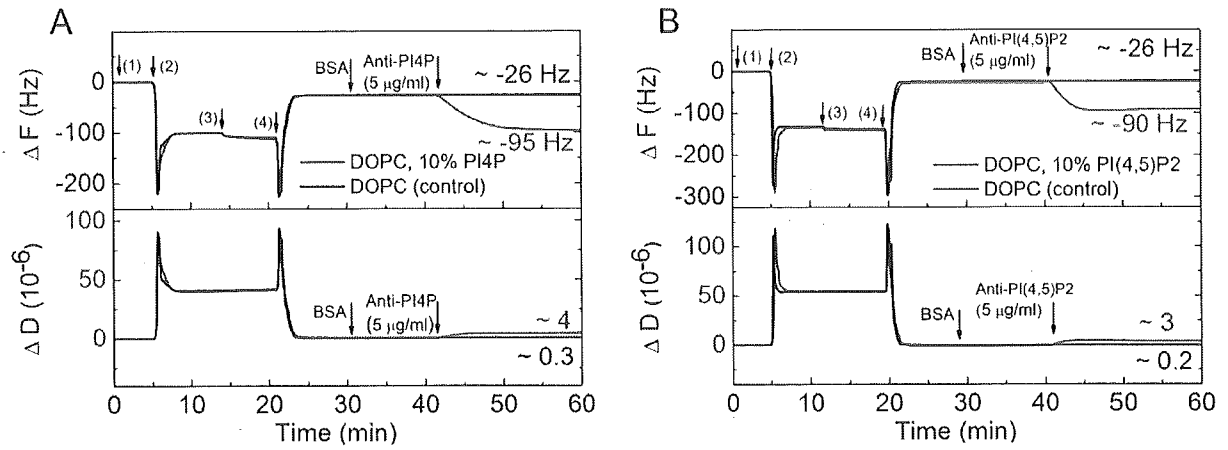 A
(1)
(2)
(3)
(4)
BSA
Anti-PI4P
(5 µg/ml)
~ -26 Hz
~ -95 Hz
DOPC, 10% PI4P
DOPC (control)
Δ F (Hz)
0
-100
-200
BSA
Anti-PI4P
(5 µg/ml)
~ 4
~ 0.3
Δ D (10⁻⁶)
100
50
0
0 10 20 30 40 50 60
Time (min)
B
(1)
(2)
(3)
(4)
BSA
Anti-PI(4,5)P2
(5 µg/ml)
~ -26 Hz
~ -90 Hz
DOPC, 10% PI(4,5)P2
DOPC (control)
Δ F (Hz)
0
-100
-200
-300
BSA
Anti-PI(4,5)P2
(5 µg/ml)
~ 3
~ 0.2
Δ D (10⁻⁶)
100
50
0
0 10 20 30 40 50 60
Time (min)